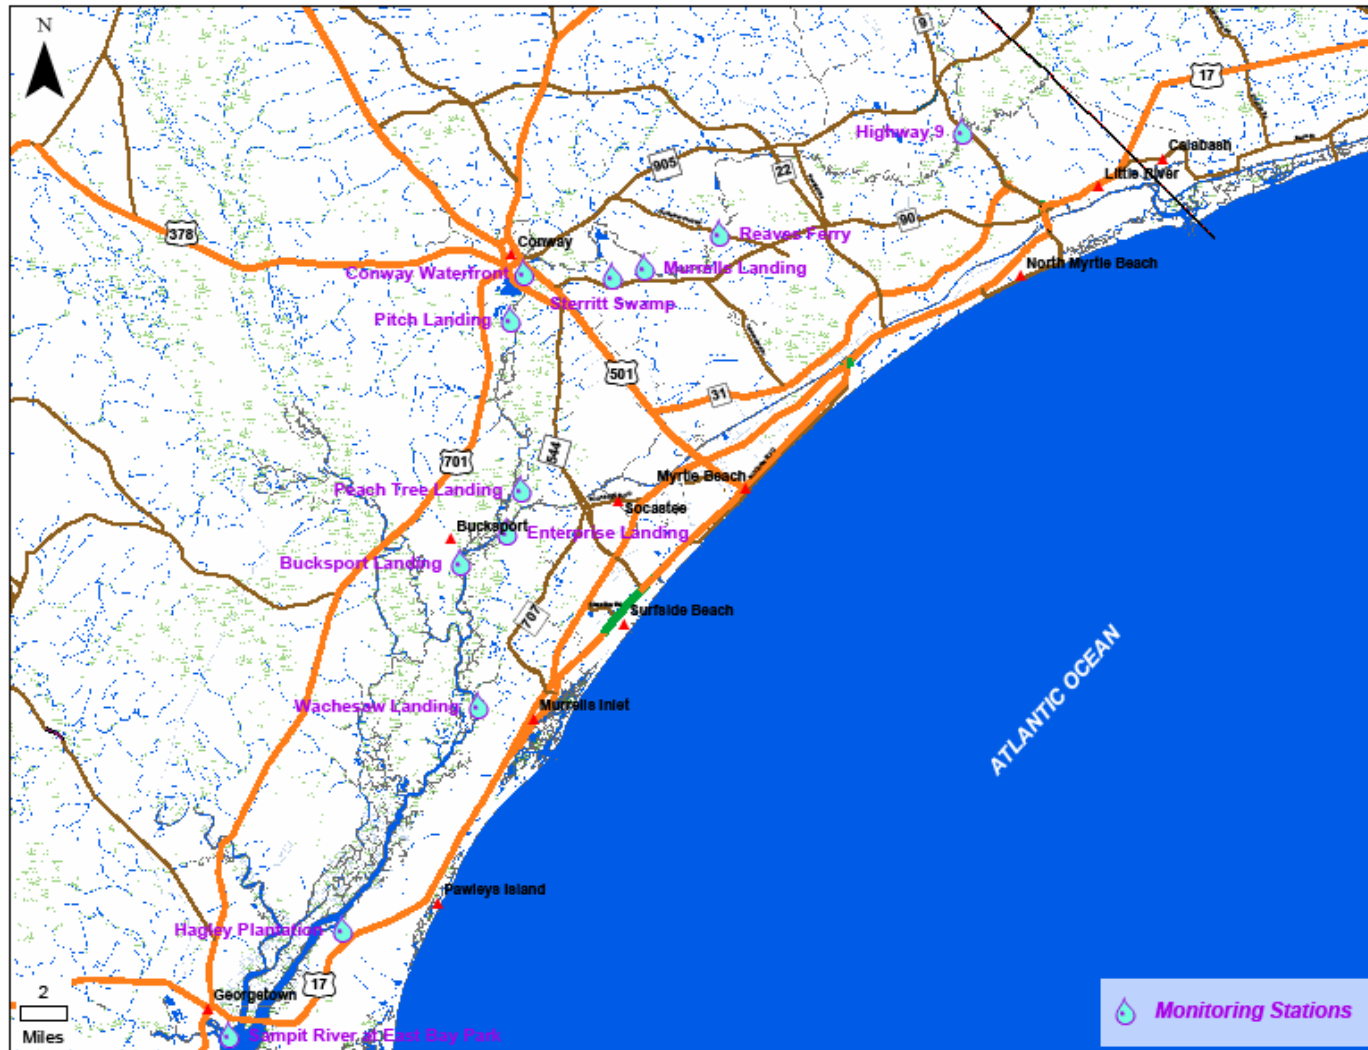 N
9
17
Highway 9
Calabash
905
22
Little River
378
90
Reaves Ferry
Conway
Murrells Landing
North Myrtle Beach
Conway Waterfront
Sterritt Swamp
Pitch Landing
501
31
544
701
Myrtle Beach
Peach Tree Landing
Socastee
Bucksport
Enterprise Landing
Bucksport Landing
707
Surfside Beach
ATLANTIC OCEAN
Wachesaw Landing
Murrells Inlet
Pawleys Island
Hagley Plantation
17
Georgetown
2
Miles
Sampit River at East Bay Park
Monitoring Stations